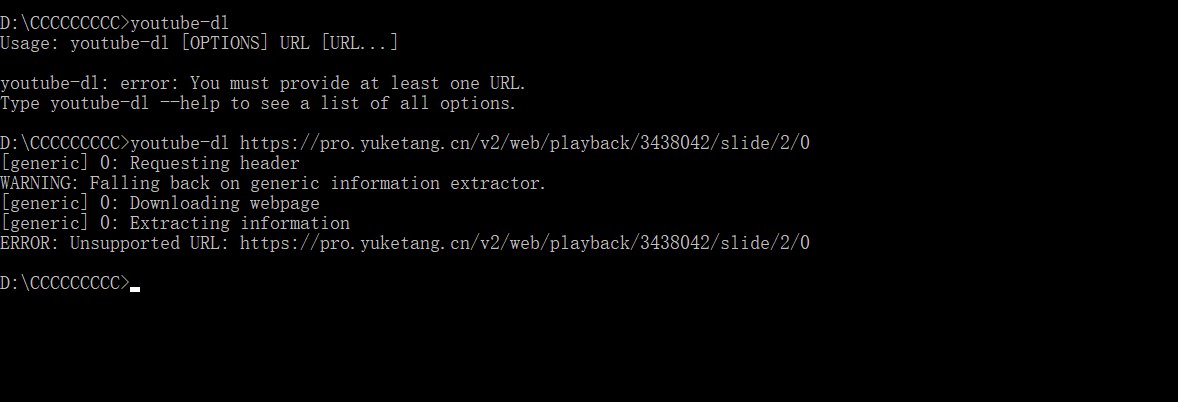 D:\CCCCCCCCC>youtube-dl
Usage: youtube-dl [OPTIONS] URL [URL...]
youtube-dl: error: You must provide at least one URL.
Type youtube-dl --help to see a list of all options.
D:\CCCCCCCCC>youtube-dl https://pro.yuketang.cn/v2/web/playback/3438042/slide/2/0
[generic] 0: Requesting header
WARNING: Falling back on generic information extractor.
[generic] 0: Downloading webpage
[generic] 0: Extracting information
ERROR: Unsupported URL: https://pro.yuketang.cn/v2/web/playback/3438042/slide/2/0
D:\CCCCCCCCC>